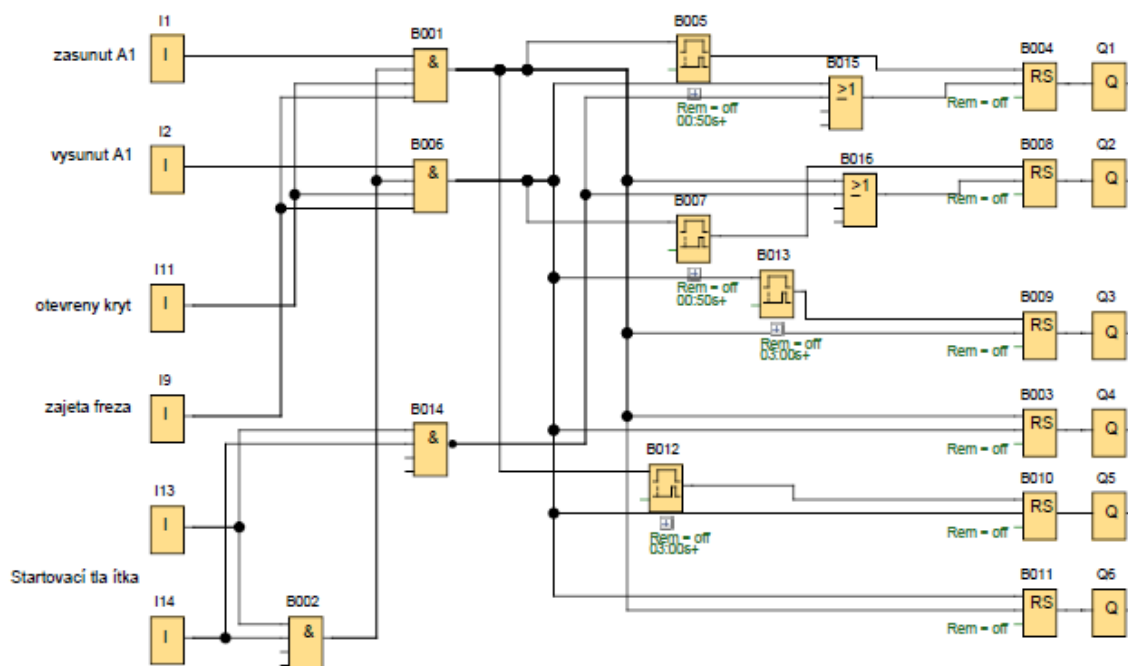 I1
B005
B001
B004
Q1
zasunut A1
I
&
B015
RS
Q
>1
Rem = off
00:50s+
Rem = off
I2
B006
B008
Q2
vysunut A1
I
&
B016
RS
Q
>1
B007
Rem = off
I11
B013
Rem = off
00:50s+
B009
Q3
otevreny kryt
I
RS
Q
Rem = off
03:00s+
Rem = off
I9
B003
Q4
zajeta freza
I
B014
RS
Q
&
B012
Rem = off
I13
B010
Q5
I
RS
Q
Rem = off
03:00s+
Rem = off
Startovací tla ítka
I14
B002
B011
Q6
I
&
RS
Q
Rem = off